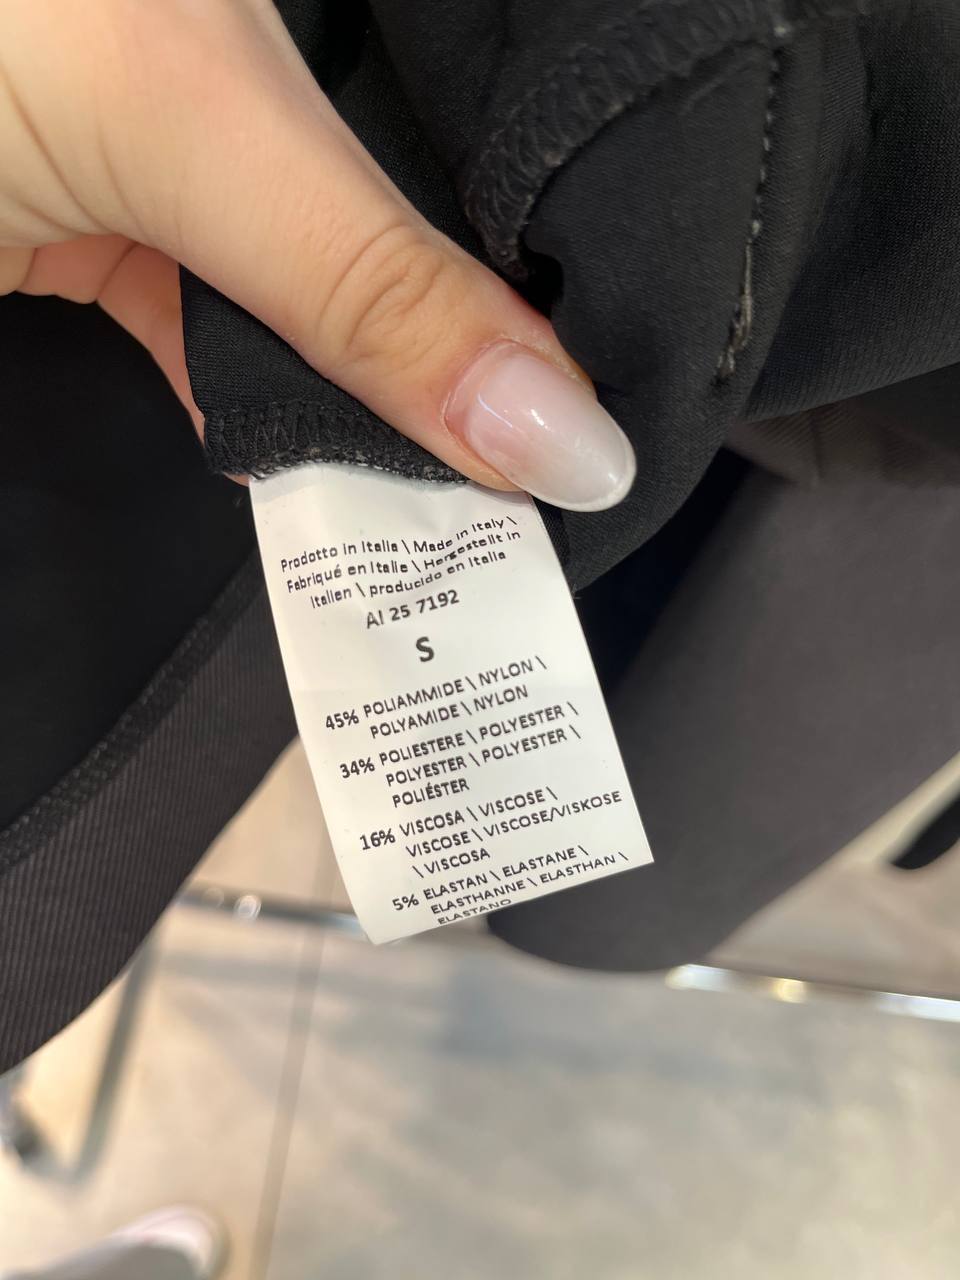 Prodotto in Italia \ Made in Italy \
Fabriqué en Italie \ Hergestellt in
Italien \ producido en Italia
AI 25 7192
S
45% POLIAMMIDE \ NYLON \
POLYAMIDE \ NYLON
34% POLIESTERE \ POLYESTER \
POLYESTER \ POLYESTER \
POLIÉSTER
16% VISCOSA \ VISCOSE \
VISCOSE \ VISCOSE/VISKOSE
\ VISCOSA
5% ELASTAN \ ELASTANE \
ELASTHANNE \ ELASTHAN \
ELASTANO